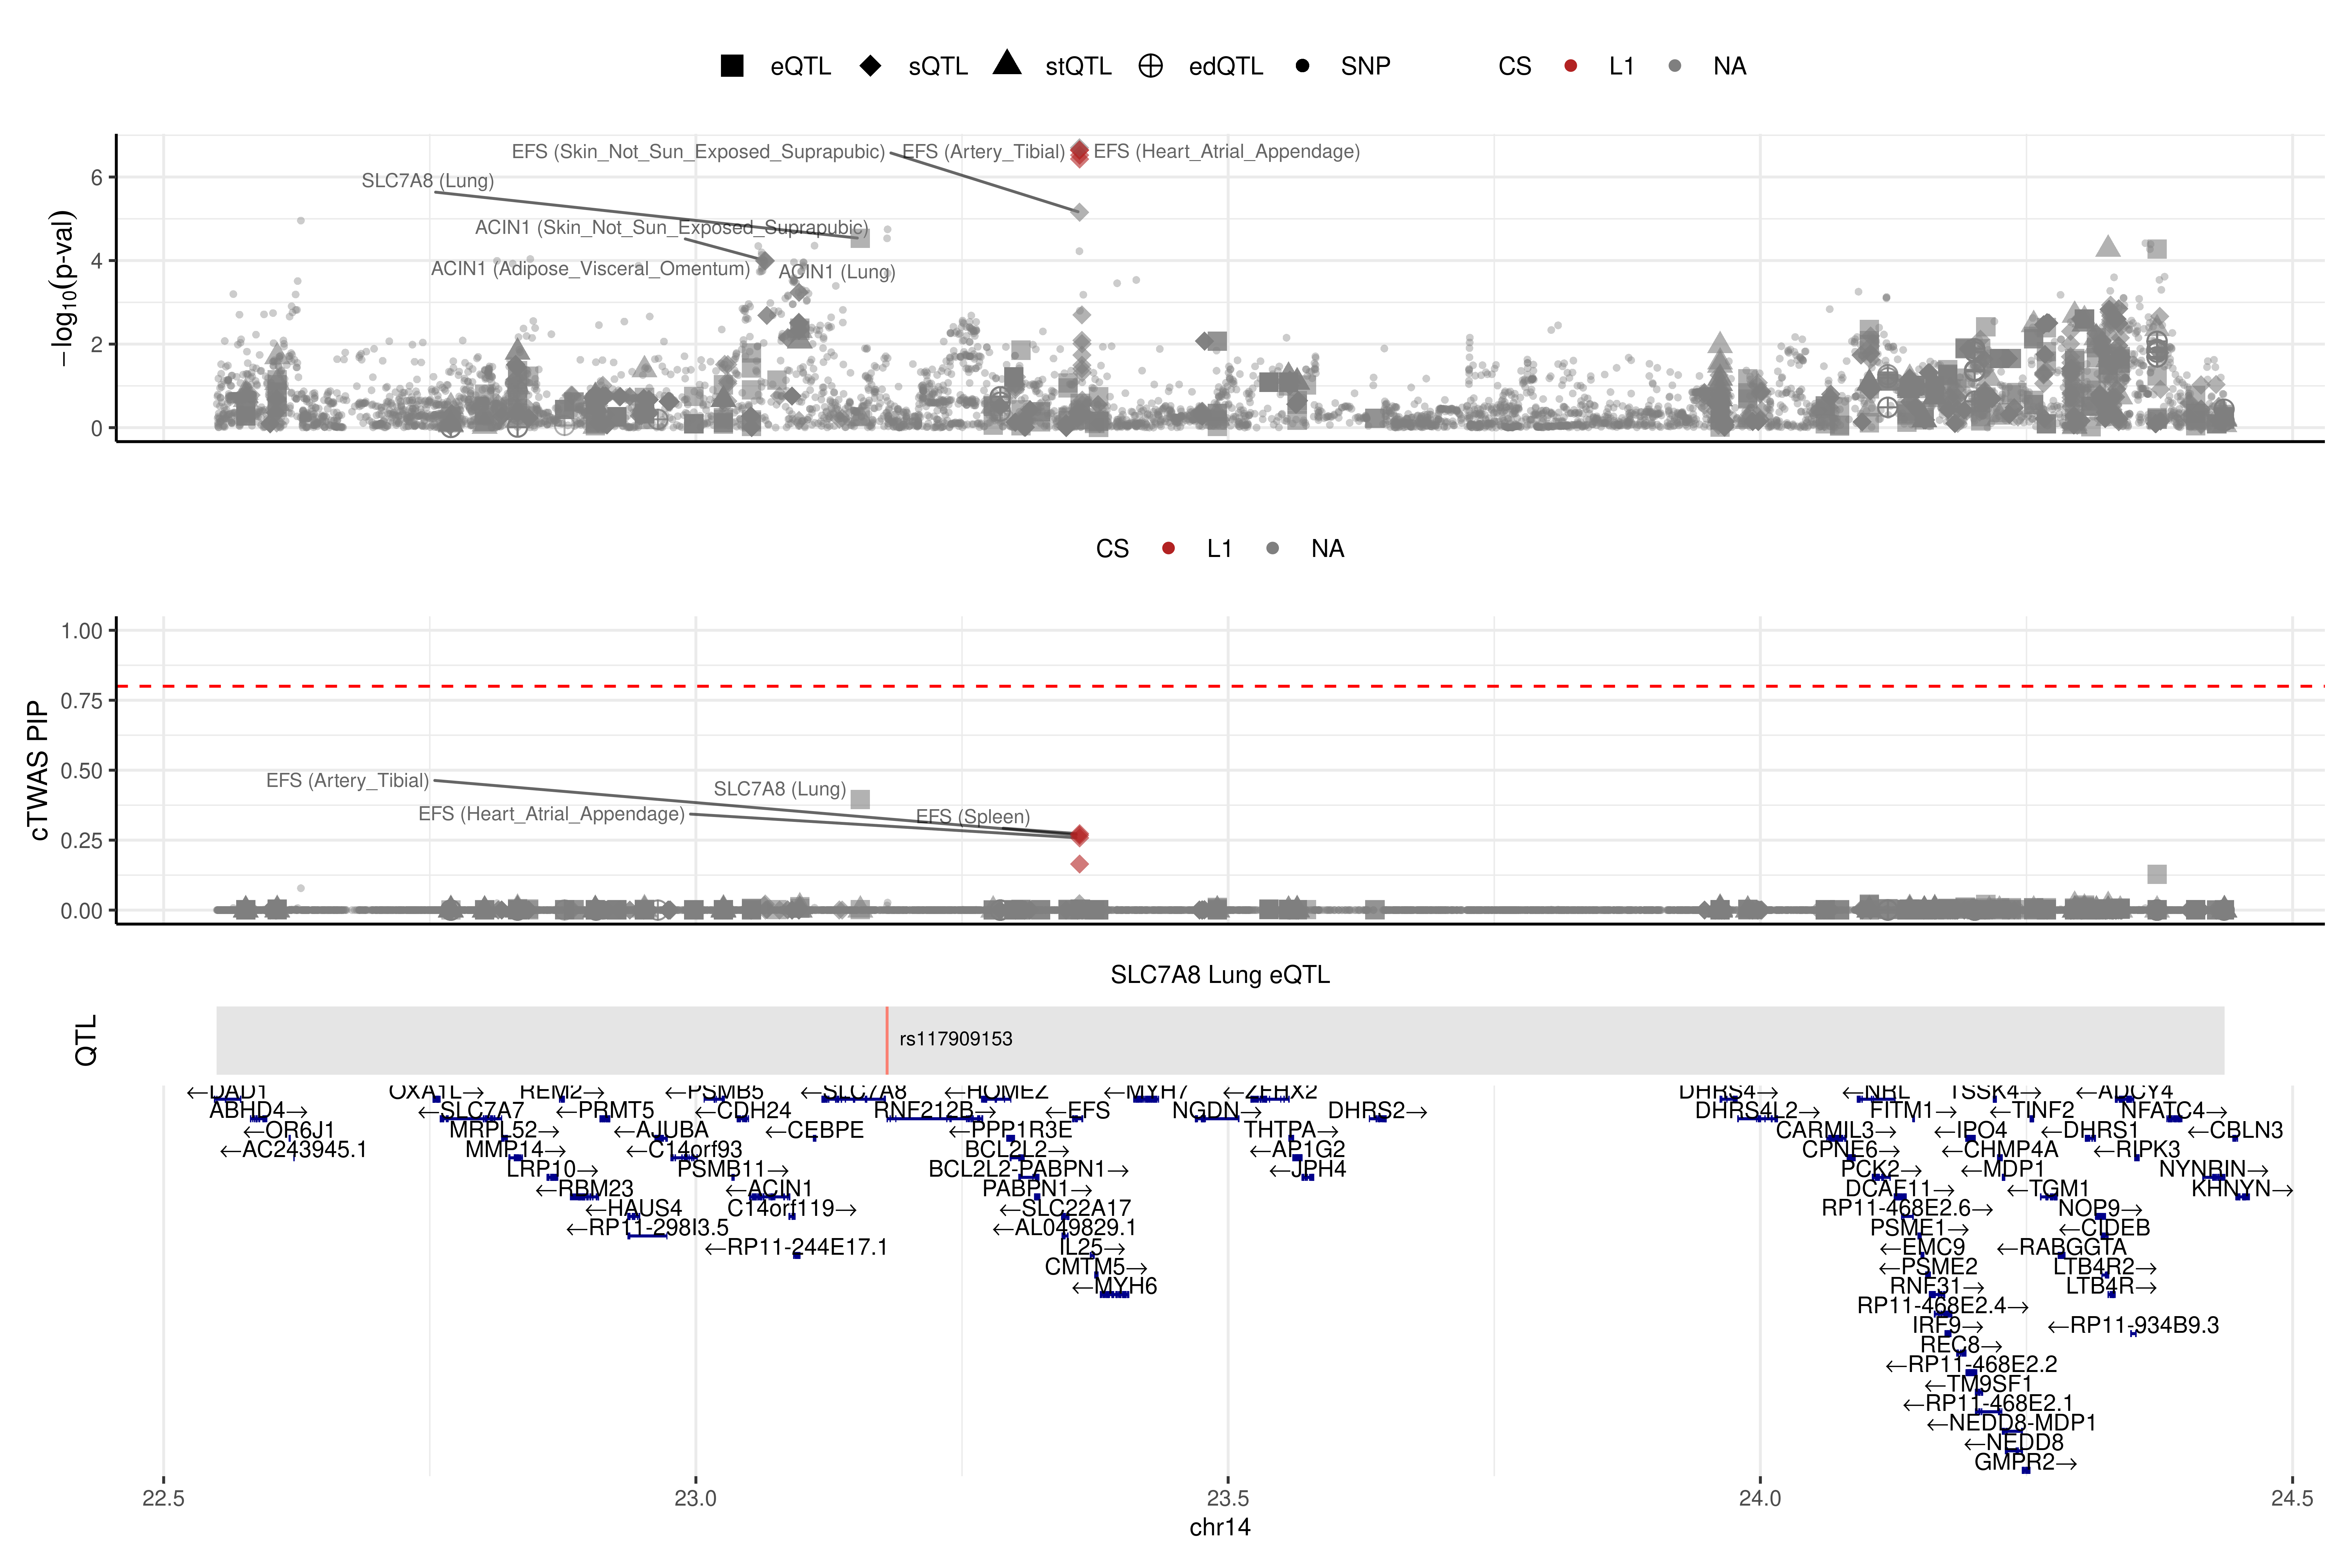 eQTL sQTL stQTL edQTL SNP CS L1 NA
EFS (Skin_Not_Sun_Exposed_Suprapubic) EFS (Artery_Tibial) EFS (Heart_Atrial_Appendage)
SLC7A8 (Lung)
ACIN1 (Skin_Not_Sun_Exposed_Suprapubic)
ACIN1 (Adipose_Visceral_Omentum) ACIN1 (Lung)
−log10(p-val)
6
4
2
0
CS L1 NA
cTWAS PIP
1.00
0.75
0.50
0.25
0.00
EFS (Artery_Tibial) SLC7A8 (Lung)
EFS (Heart_Atrial_Appendage) EFS (Spleen)
SLC7A8 Lung eQTL
QTL
rs117909153
←DAD1 OXA1L→ REM2→ ←PSMB5 ←SLC7A8 ←HOMEZ ←MYH7 ←ZFHX2 DHRS4→ ←NRL TSSK4→ ←ADCY4
ABHD4→ ←SLC7A7 ←PRMT5 ←CDH24 RNF212B→ ←EFS NGDN→ DHRS2→ DHRS4L2→ FITM1→ ←TINF2 NFATC4→
←OR6J1 MRPL52→ ←AJUBA ←CEBPE ←PPP1R3E THTPA→ CARMIL3→ ←IPO4 ←DHRS1 ←CBLN3
←AC243945.1 MMP14→ ←C14orf93 BCL2L2→ ←AP1G2 CPNE6→ ←CHMP4A ←RIPK3
LRP10→ PSMB11→ BCL2L2-PABPN1→ ←JPH4 PCK2→ ←MDP1 NYNRIN→
←RBM23 ←ACIN1 PABPN1→ DCAF11→ ←TGM1 KHNYN→
←HAUS4 C14orf119→ ←SLC22A17 RP11-468E2.6→ NOP9→
←RP11-298I3.5 ←AL049829.1 PSME1→ ←CIDEB
←RP11-244E17.1 IL25→ ←EMC9 ←RABGGTA
CMTM5→ ←PSME2 LTB4R2→
←MYH6 RNF31→ LTB4R→
RP11-468E2.4→
IRF9→ ←RP11-934B9.3
REC8→
←RP11-468E2.2
←TM9SF1
←RP11-468E2.1
←NEDD8-MDP1
←NEDD8
GMPR2→
22.5 23.0 23.5 24.0 24.5
chr14